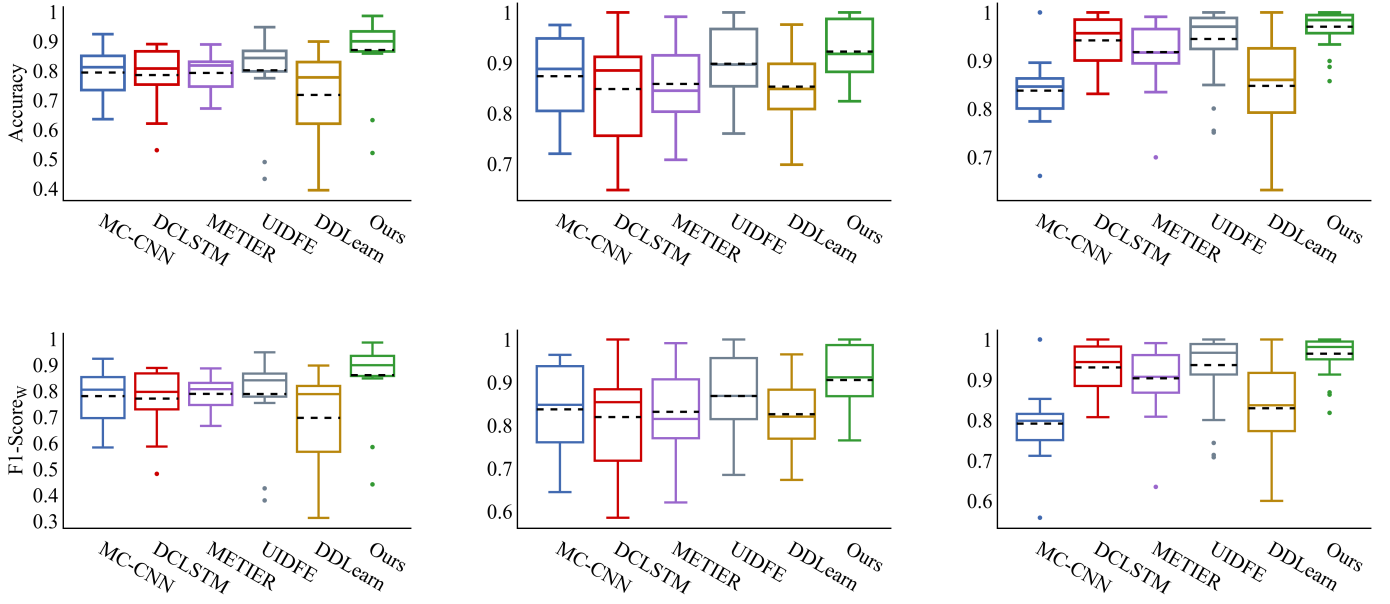 Accuracy
1
0.9
0.8
0.7
0.6
0.5
0.4
MC-CNN
DCLSTM
METIER
UIDFE
DDLearn
Ours
1
0.9
0.8
0.7
MC-CNN
DCLSTM
METIER
UIDFE
DDLearn
Ours
1
0.9
0.8
0.7
MC-CNN
DCLSTM
METIER
UIDFE
DDLearn
Ours
F1-Score_W
1
0.9
0.8
0.7
0.6
0.5
0.4
0.3
MC-CNN
DCLSTM
METIER
UIDFE
DDLearn
Ours
1
0.9
0.8
0.7
0.6
MC-CNN
DCLSTM
METIER
UIDFE
DDLearn
Ours
1
0.9
0.8
0.7
0.6
MC-CNN
DCLSTM
METIER
UIDFE
DDLearn
Ours